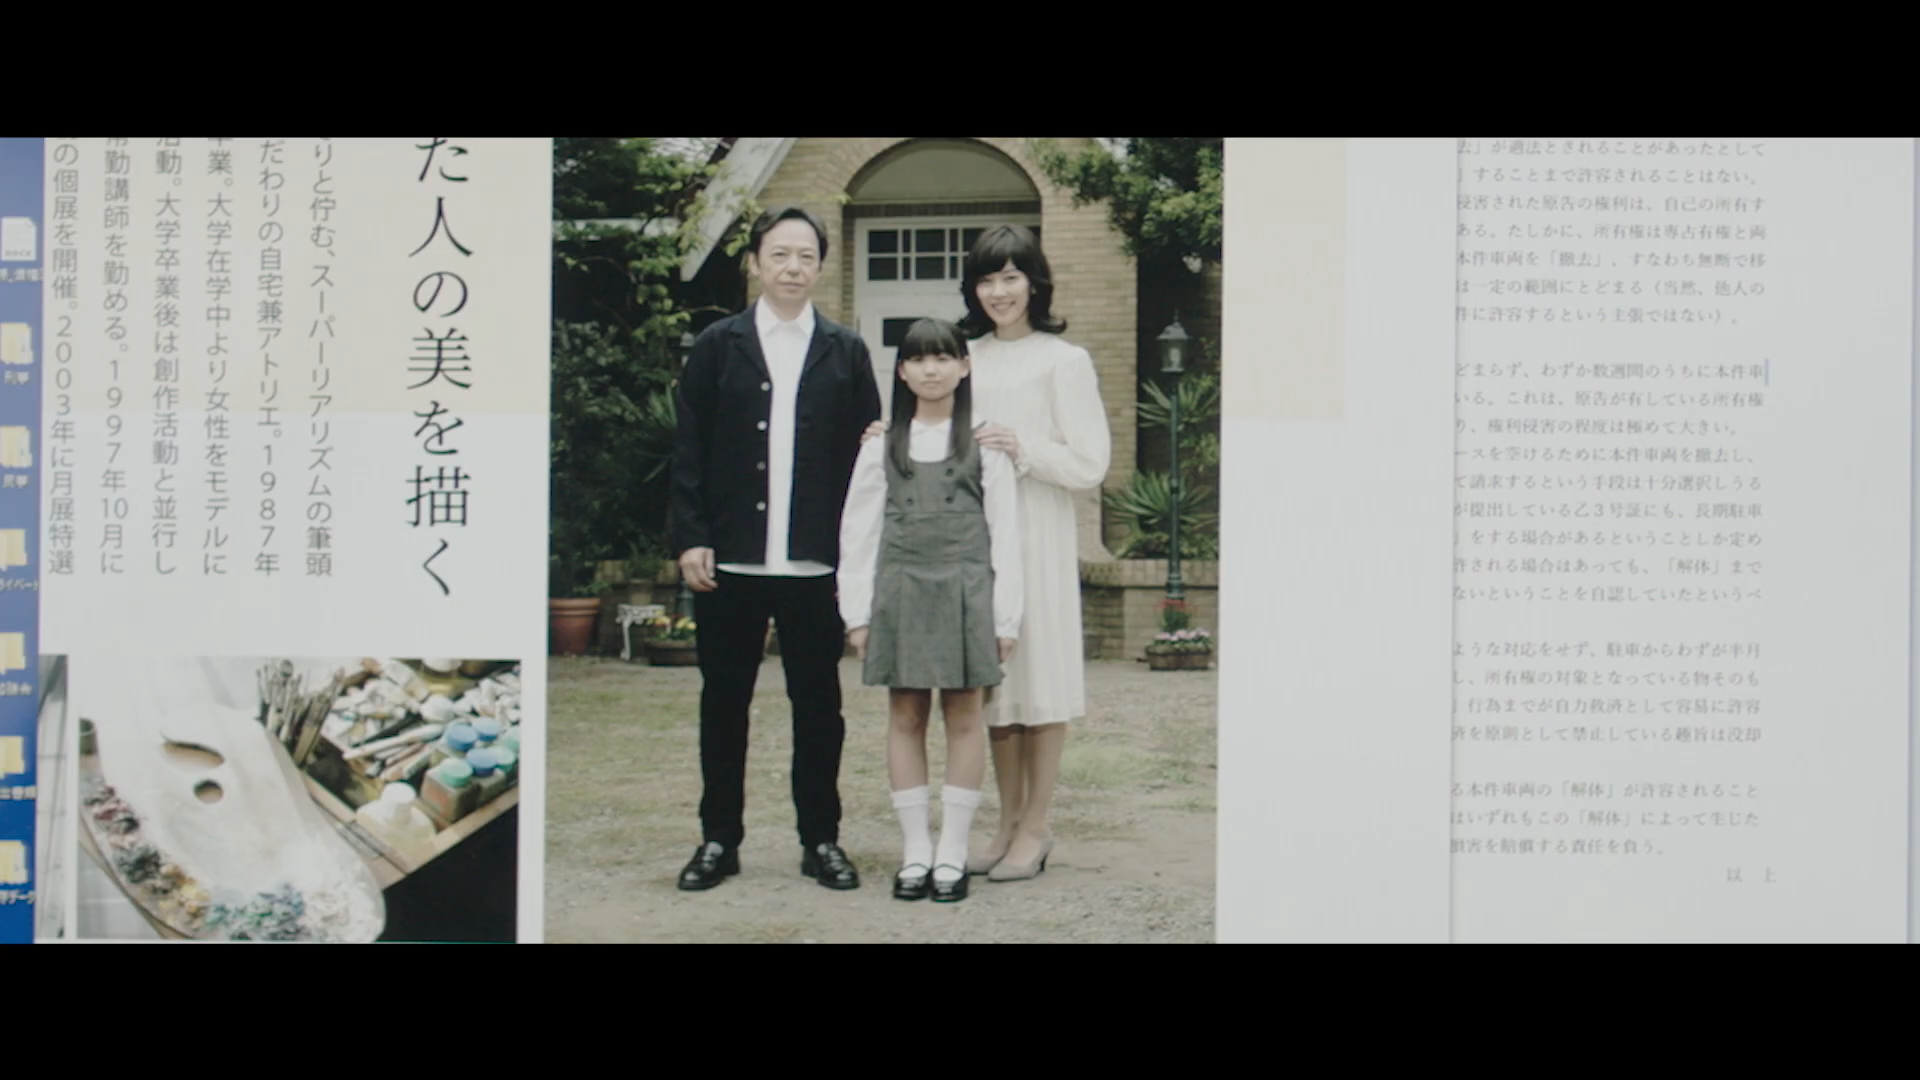 た人の美を描く
りと佇む、スーパーリアリズムの筆頭
だわりの自宅兼アトリエ。1987年
卒業。大学在学中より女性をモデルに
活動。大学卒業後は創作活動と並行し
常勤講師を勤める。1997年10月に
の個展を開催。2003年に月展特選
DOCX
刑事
民事
去」が適法とされることがあったとして
」することまで許容されることはない。
侵害された原告の権利は、自己の所有す
ある。たしかに、所有権は専占有権と両
本件車両を「撤去」、すなわち無断で移
は一定の範囲にとどまる（当然、他人の
件に許容するという主張ではない）。
どまらず、わずか数週間のうちに本件車
いる。これは、原告が有している所有権
り、権利侵害の程度は極めて大きい。
ースを空けるために本件車両を撤去し、
て請求するという手段は十分選択しうる
が提出している乙３号証にも、長期駐車
」をする場合があるということしか定め
許される場合はあっても、「解体」まで
ないということを自認していたというべ
ような対応をせず、駐車からわずか半月
し、所有権の対象となっている物そのも
」行為までが自力救済として容易に許容
済を原則として禁止している趣旨は没却
る本件車両の「解体」が許容されること
はいずれもこの「解体」によって生じた
損害を賠償する責任を負う。
以　上